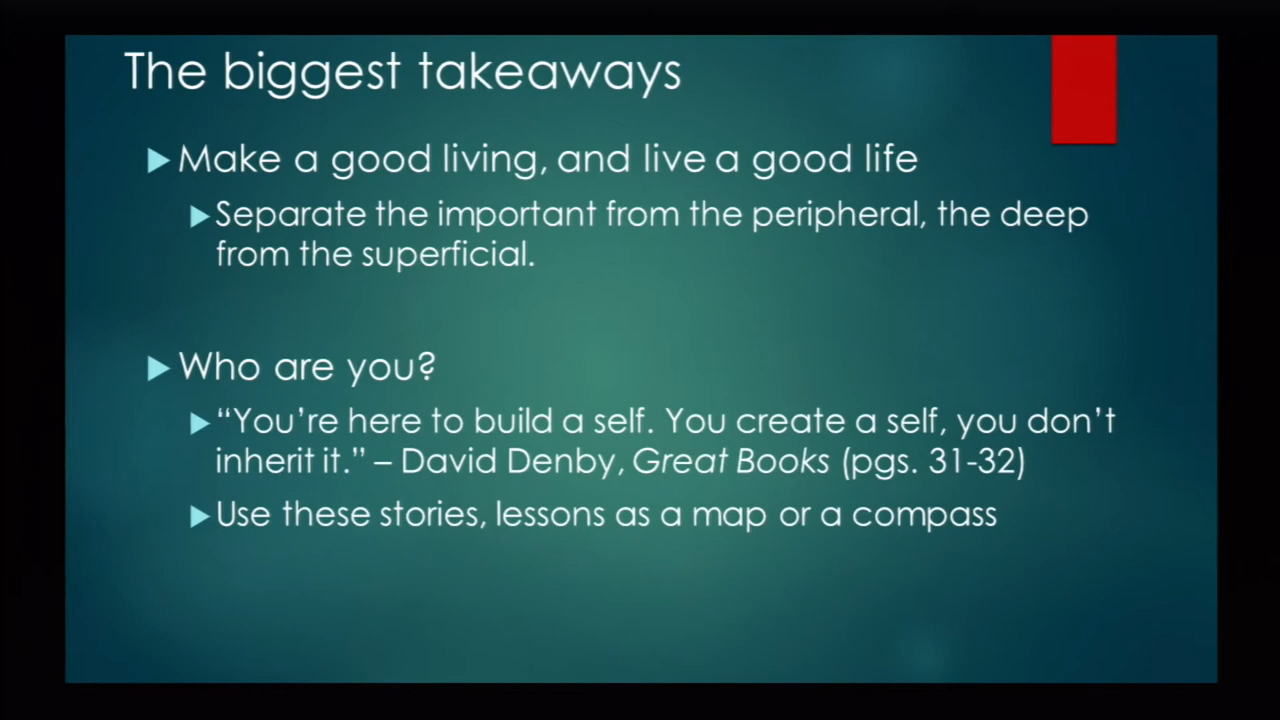 The biggest takeaways
Make a good living, and live a good life
Separate the important from the peripheral, the deep
from the superficial.
Who are you?
“You’re here to build a self. You create a self, you don’t
inherit it.” – David Denby, Great Books (pgs. 31-32)
Use these stories, lessons as a map or a compass